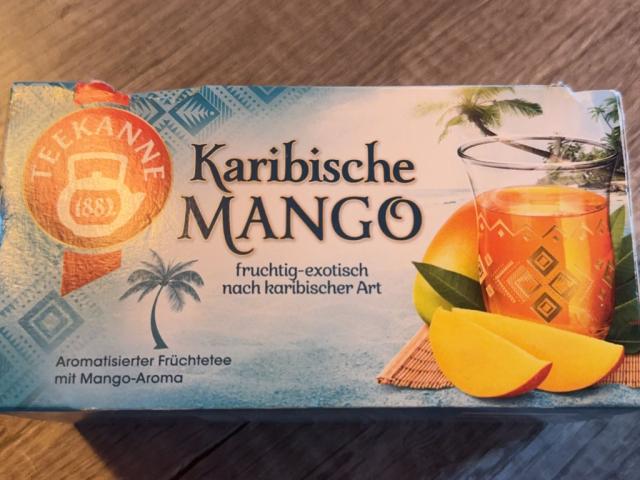 TEEKANNE
1882
Karibische
MANGO
fruchtig-exotisch
nach karibischer Art
Aromatisierter Früchtetee
mit Mango-Aroma